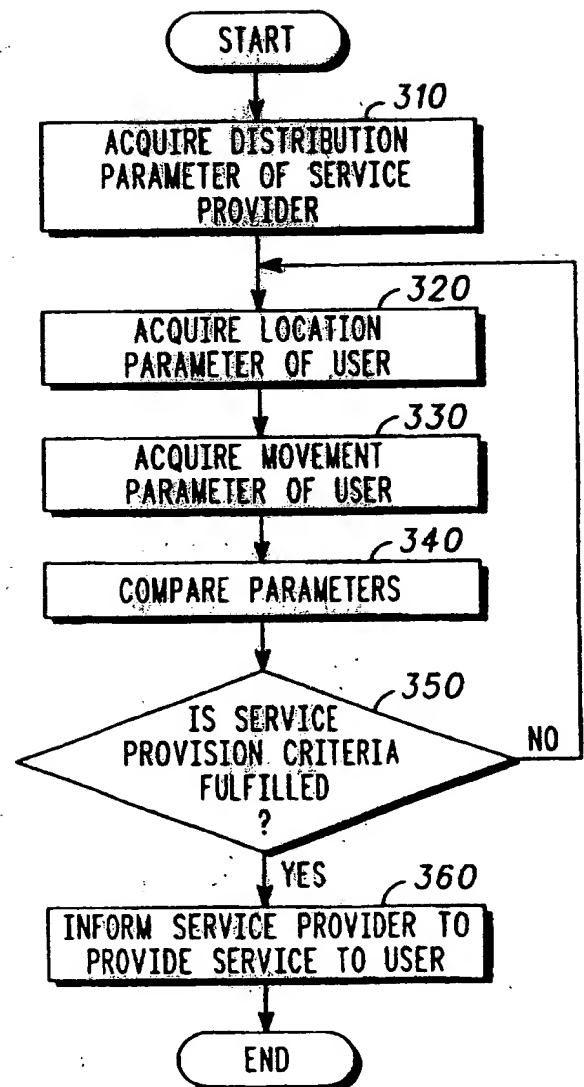 START
310
ACQUIRE DISTRIBUTION
PARAMETER OF SERVICE
PROVIDER
320
ACQUIRE LOCATION
PARAMETER OF USER
330
ACQUIRE MOVEMENT
PARAMETER OF USER
340
COMPARE PARAMETERS
350
IS SERVICE
PROVISION CRITERIA
FULFILLED
?
NO
YES
360
INFORM SERVICE PROVIDER TO
PROVIDE SERVICE TO USER
END